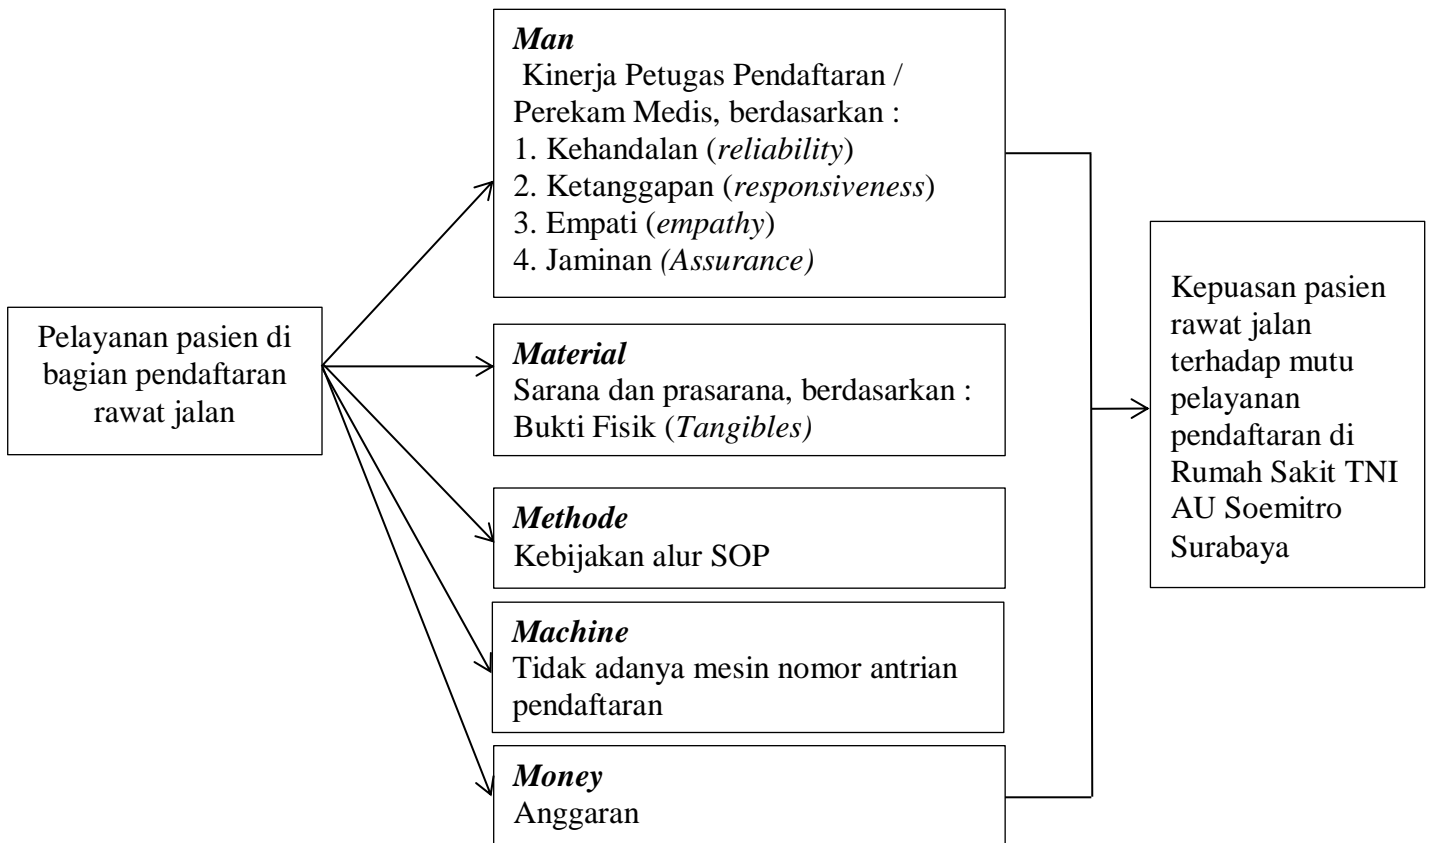 Pelayanan pasien di
bagian pendaftaran
rawat jalan
Man
Kinerja Petugas Pendaftaran /
Perekam Medis, berdasarkan :
1. Kehandalan (reliability)
2. Ketanggapan (responsiveness)
3. Empati (empathy)
4. Jaminan (Assurance)
Material
Sarana dan prasarana, berdasarkan :
Bukti Fisik (Tangibles)
Methode
Kebijakan alur SOP
Machine
Tidak adanya mesin nomor antrian
pendaftaran
Money
Anggaran
Kepuasan pasien
rawat jalan
terhadap mutu
pelayanan
pendaftaran di
Rumah Sakit TNI
AU Soemitro
Surabaya